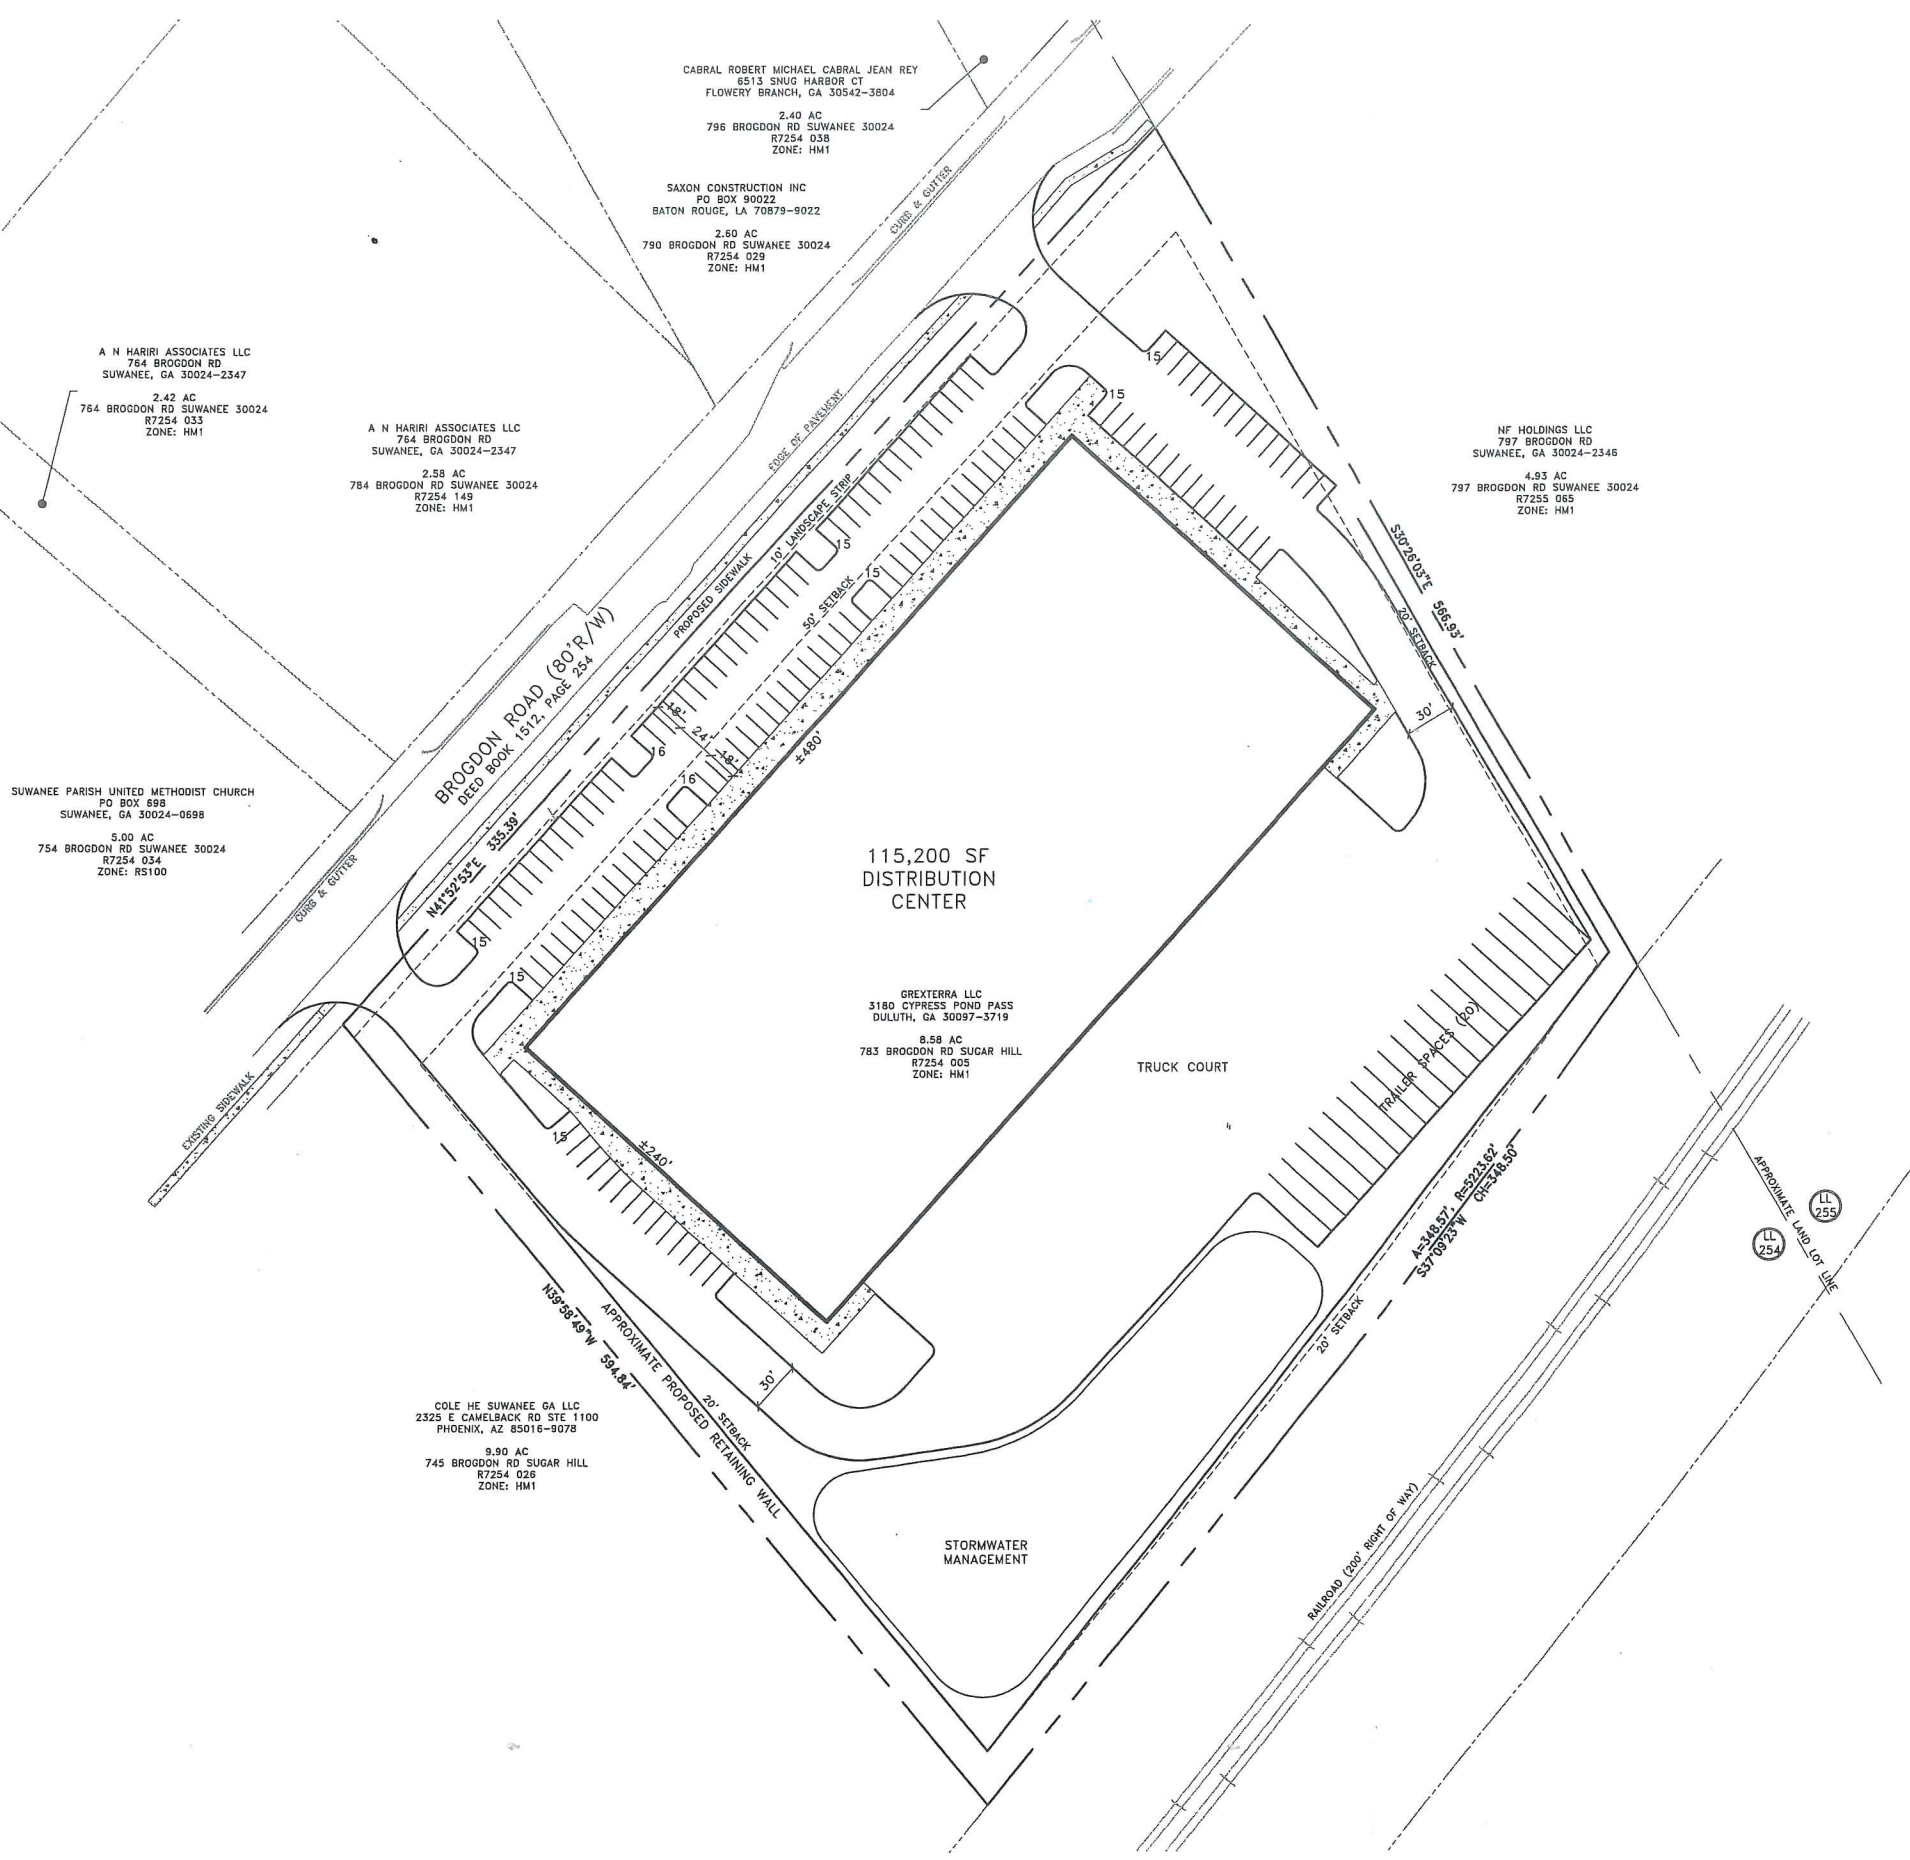 CABRAL ROBERT MICHAEL CABRAL JEAN REY
6513 SNUG HARBOR CT
FLOWERY BRANCH, GA 30542-3804
2.40 AC
796 BROGDON RD SUWANEE 30024
R7254 038
ZONE: HM1
SAXON CONSTRUCTION INC
PO BOX 90022
BATON ROUGE, LA 70879-9022
2.60 AC
790 BROGDON RD SUWANEE 30024
R7254 029
ZONE: HM1
CURB & GUTTER
A N HARIRI ASSOCIATES LLC
764 BROGDON RD
SUWANEE, GA 30024-2347
2.42 AC
764 BROGDON RD SUWANEE 30024
R7254 033
ZONE: HM1
A N HARIRI ASSOCIATES LLC
764 BROGDON RD
SUWANEE, GA 30024-2347
2.58 AC
784 BROGDON RD SUWANEE 30024
R7254 149
ZONE: HM1
EDGE OF PAVEMENT
15
15
NF HOLDINGS LLC
797 BROGDON RD
SUWANEE, GA 30024-2346
4.93 AC
797 BROGDON RD SUWANEE 30024
R7255 065
ZONE: HM1
10' LANDSCAPE STRIP
PROPOSED SIDEWALK
15
50' SETBACK
15
S30°26'03"E 566.93'
20' SETBACK
BROGDON ROAD (80'R/W)
DEED BOOK 1512, PAGE 254
18'
24'
18'
16
16
±480'
30'
SUWANEE PARISH UNITED METHODIST CHURCH
PO BOX 698
SUWANEE, GA 30024-0698
5.00 AC
754 BROGDON RD SUWANEE 30024
R7254 034
ZONE: RS100
CURB & GUTTER
N41°52'53"E 335.39'
15
15
115,200 SF
DISTRIBUTION
CENTER
GREXTERRA LLC
3180 CYPRESS POND PASS
DULUTH, GA 30097-3719
8.58 AC
783 BROGDON RD SUGAR HILL
R7254 005
ZONE: HM1
TRUCK COURT
TRAILER SPACES (20)
EXISTING SIDEWALK
15
±240'
A=348.57', R=5223.62'
S37°09'23"W CH=348.50'
APPROXIMATE LAND LOT LINE
LL
255
LL
254
20' SETBACK
N39°58'49"W 594.84'
APPROXIMATE PROPOSED RETAINING WALL
20' SETBACK
30'
COLE HE SUWANEE GA LLC
2325 E CAMELBACK RD STE 1100
PHOENIX, AZ 85016-9078
9.90 AC
745 BROGDON RD SUGAR HILL
R7254 026
ZONE: HM1
STORMWATER
MANAGEMENT
RAILROAD (200' RIGHT OF WAY)